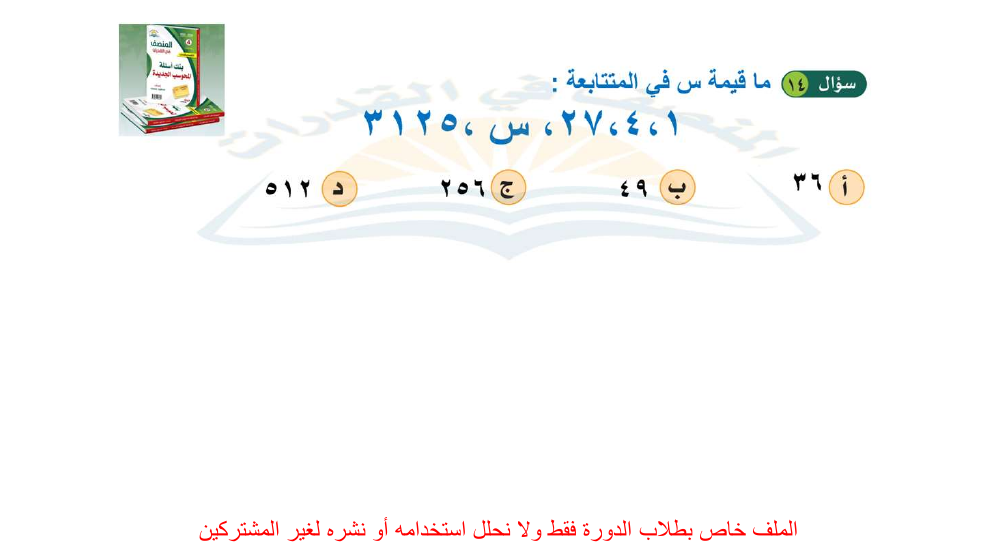 المنصف
بنك أسئلة
المحوسب الجديدة
سؤال ١٤ ما قيمة س في المتتابعة :
١،٤،٢٧، س ،٣١٢٥
أ ٣٦ ب ٤٩ ج ٢٥٦ د ٥١٢
الملف خاص بطلاب الدورة فقط ولا نحلل استخدامه أو نشره لغير المشتركين